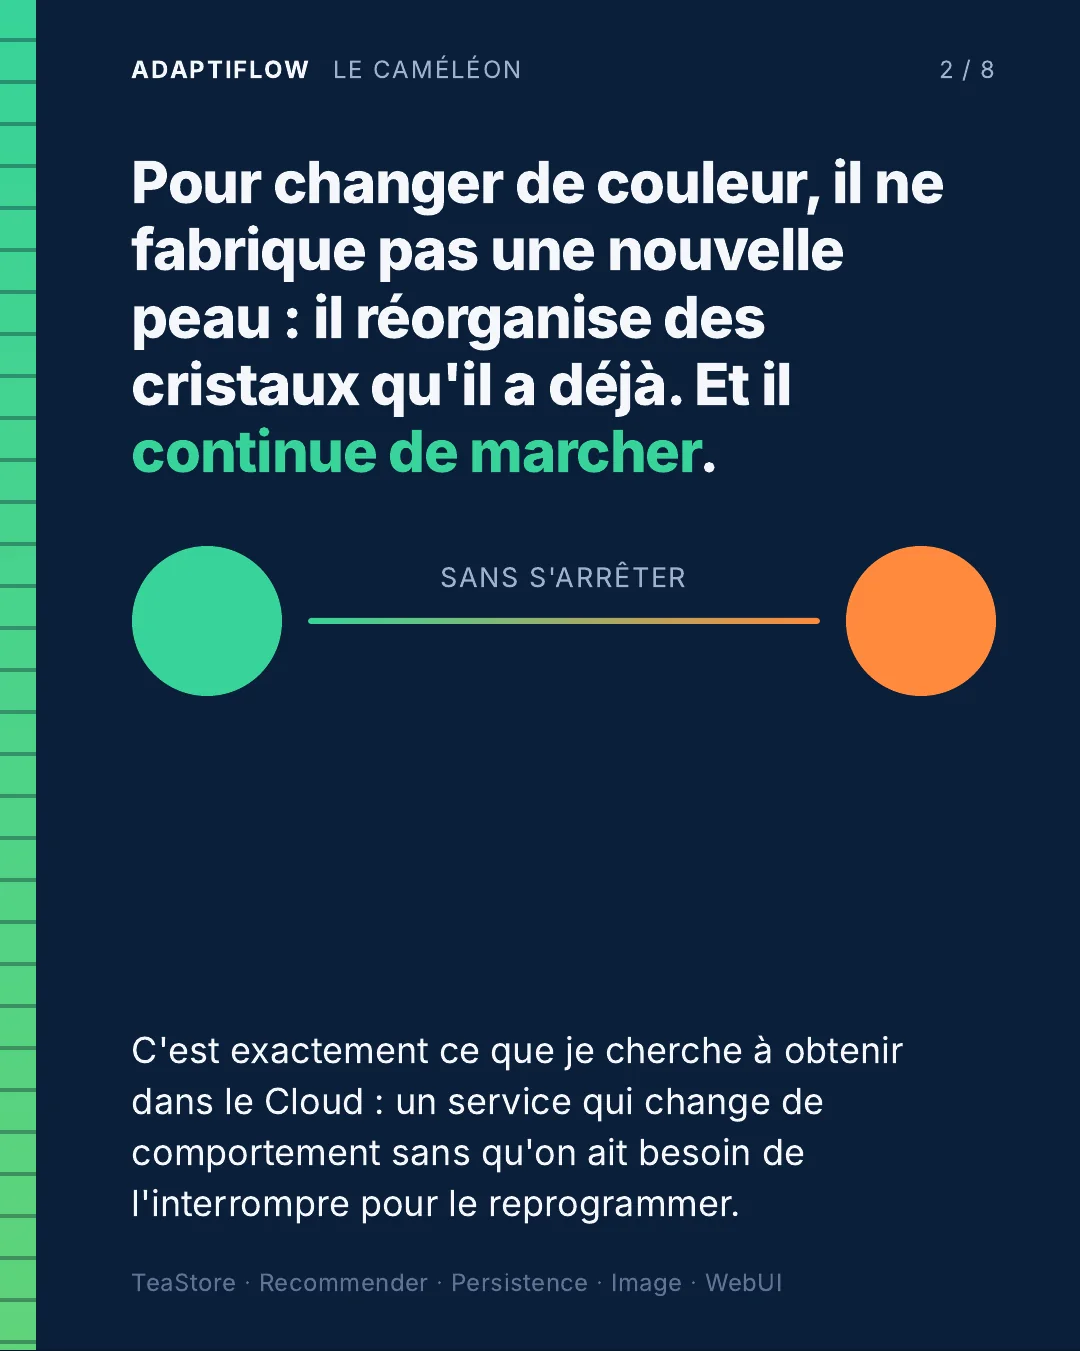 ADAPTIFLOW LE CAMÉLÉON 2 / 8
Pour changer de couleur, il ne
fabrique pas une nouvelle
peau : il réorganise des
cristaux qu'il a déjà. Et il
continue de marcher.
SANS S'ARRÊTER
C'est exactement ce que je cherche à obtenir
dans le Cloud : un service qui change de
comportement sans qu'on ait besoin de
l'interrompre pour le reprogrammer.
TeaStore · Recommender · Persistence · Image · WebUI